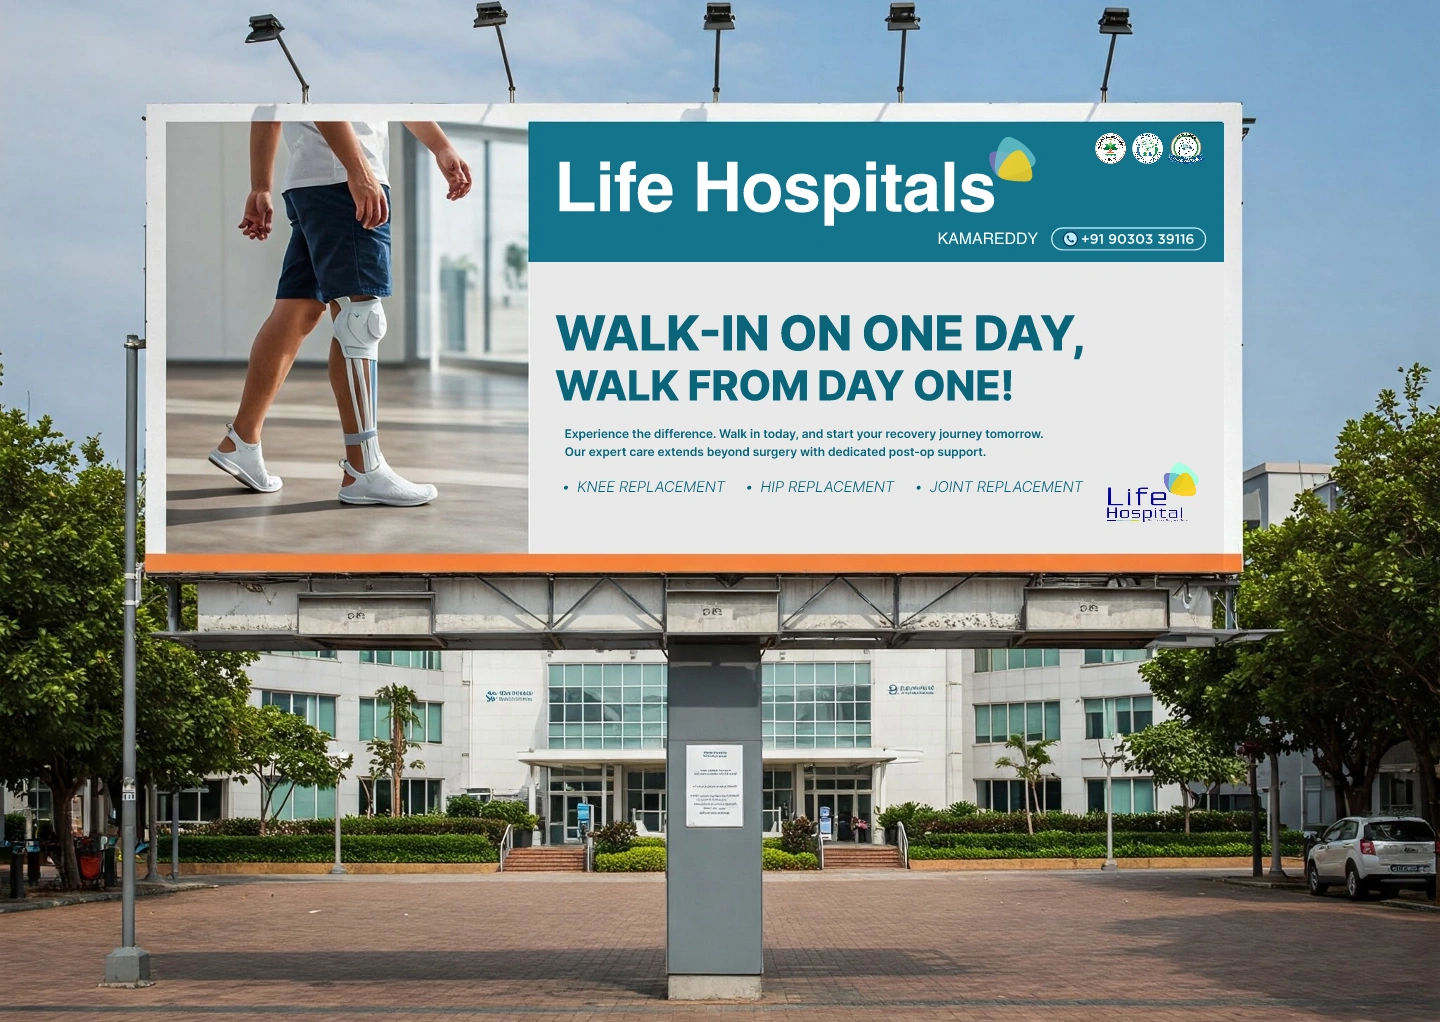 Life Hospitals
KAMAREDDY
+91 90303 39116
WALK-IN ON ONE DAY,
WALK FROM DAY ONE!
Experience the difference. Walk in today, and start your recovery journey tomorrow.
Our expert care extends beyond surgery with dedicated post-op support.
• KNEE REPLACEMENT • HIP REPLACEMENT • JOINT REPLACEMENT
Life
Hospital